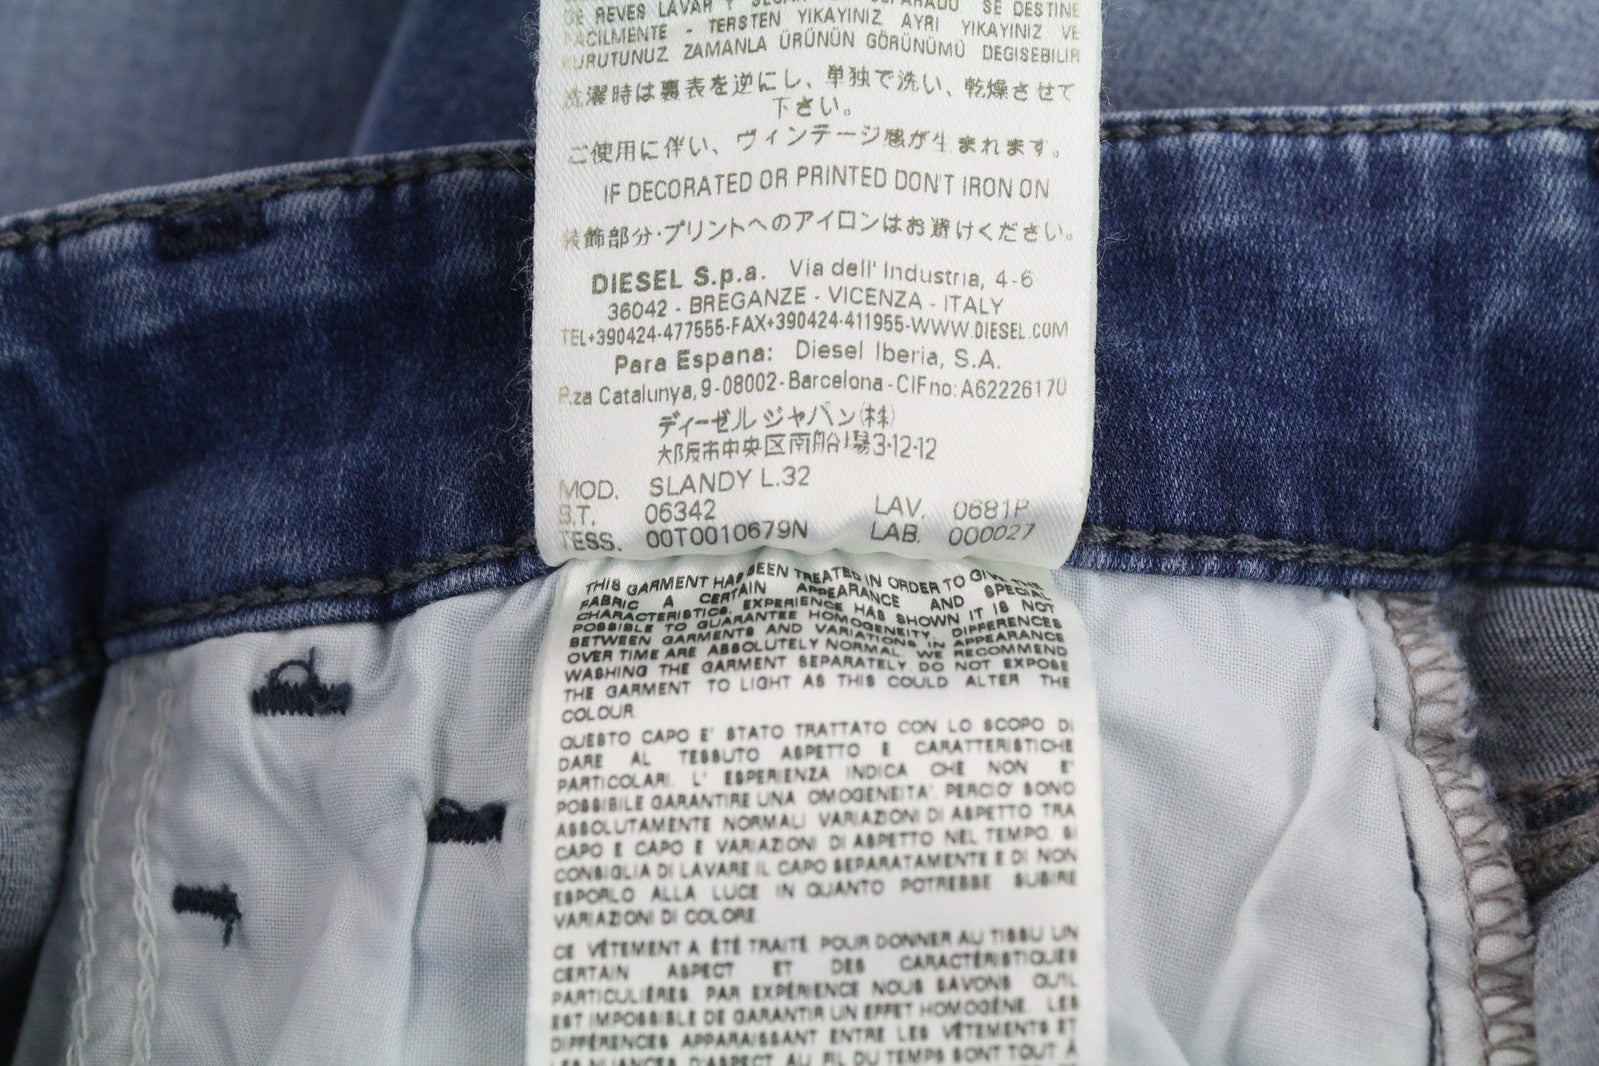 DE REVES LAVAR Y SECAR SEPARADO SE DESTINE
FACILMENTE - TERSTEN YIKAYINIZ AYRI YIKAYINIZ VE
KURUTUNUZ ZAMANLA ÜRÜNÜN GÖRÜNÜMÜ DEGISEBILIR
洗濯時は裏表を逆にし、単独で洗い、乾燥させて
下さい。
ご使用に伴い、ヴィンテージ感が生まれます。
IF DECORATED OR PRINTED DON'T IRON ON
装飾部分・プリントへのアイロンはお避けください。
DIESEL S.p.a. Via dell' Industria, 4-6
36042 - BREGANZE - VICENZA - ITALY
TEL+390424-477555-FAX+390424-411955-WWW.DIESEL.COM
Para Espana: Diesel Iberia, S.A.
P.za Catalunya, 9-08002-Barcelona-CIFno: A62226170
ディーゼルジャパン(株)
大阪市中央区南船場3-12-12
MOD. SLANDY L.32
B.T. 06342 LAV. 0681P
TESS. 00T0010679N LAB. 000027
THIS GARMENT HAS BEEN TREATED IN ORDER TO GIVE THE
FABRIC A CERTAIN APPEARANCE AND SPECIAL
CHARACTERISTICS. EXPERIENCE HAS SHOWN IT IS NOT
POSSIBLE TO GUARANTEE HOMOGENEITY, DIFFERENCES
BETWEEN GARMENTS AND VARIATIONS IN APPEARANCE
OVER TIME ARE ABSOLUTELY NORMAL. WE RECOMMEND
WASHING THE GARMENT SEPARATELY DO NOT EXPOSE
THE GARMENT TO LIGHT AS THIS COULD ALTER THE
COLOUR
QUESTO CAPO E' STATO TRATTATO CON LO SCOPO DI
DARE AL TESSUTO ASPETTO E CARATTERISTICHE
PARTICOLARI. L' ESPERIENZA INDICA CHE NON E'
POSSIBILE GARANTIRE UNA OMOGENEITA'. PERCIO' SONO
ASSOLUTAMENTE NORMALI VARIAZIONI DI ASPETTO TRA
CAPO E CAPO E VARIAZIONI DI ASPETTO NEL TEMPO. SI
CONSIGLIA DI LAVARE IL CAPO SEPARATAMENTE E DI NON
ESPORLO ALLA LUCE IN QUANTO POTREBBE SUBIRE
VARIAZIONI DI COLORE
CE VÊTEMENT A ÉTÉ TRAITÉ POUR DONNER AU TISSU UN
CERTAIN ASPECT ET DES CARACTÉRISTIQUES
PARTICULIÈRES. PAR EXPÉRIENCE NOUS SAVONS QU'IL
EST IMPOSSIBLE DE GARANTIR UN EFFET HOMOGÈNE. LES
DIFFÉRENCES APPARAISSANT ENTRE LES VÊTEMENTS ET
LES NUANCES D'ASPECT AU FIL DU TEMPS SONT TOUT À